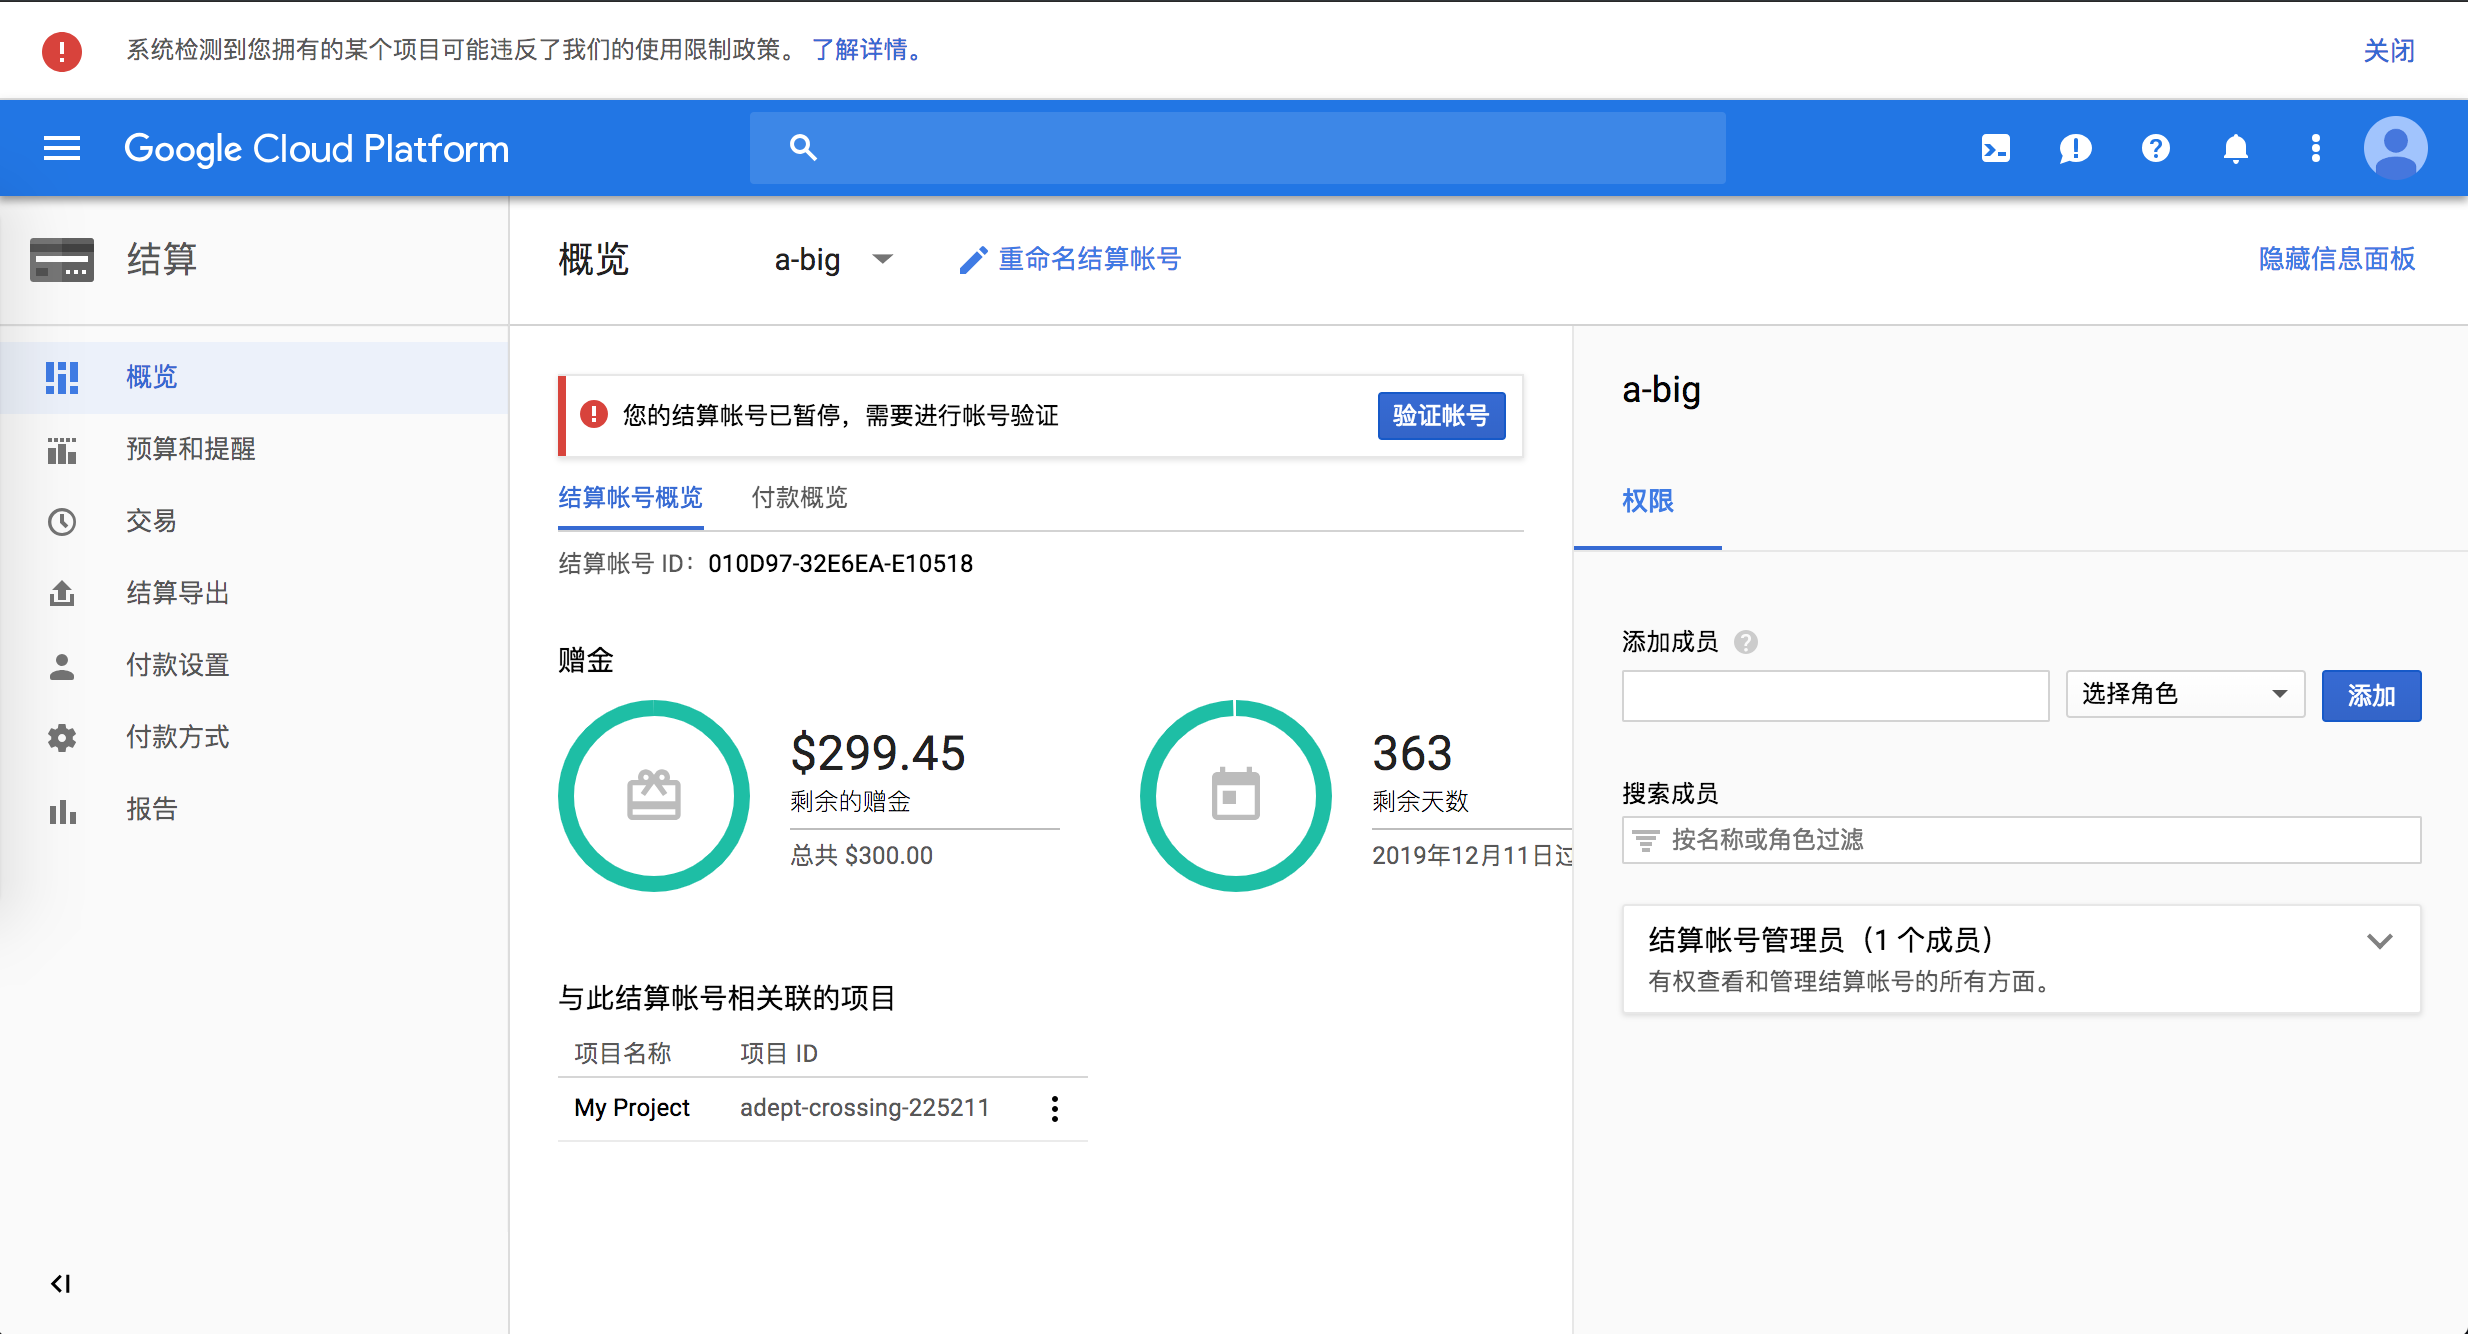 系统检测到您拥有的某个项目可能违反了我们的使用限制政策。 了解详情。
关闭
Google Cloud Platform
结算
概览
a-big
重命名结算帐号
隐藏信息面板
概览
预算和提醒
交易
结算导出
付款设置
付款方式
报告
您的结算帐号已暂停，需要进行帐号验证
验证帐号
结算帐号概览
付款概览
结算帐号 ID： 010D97-32E6EA-E10518
赠金
$299.45
剩余的赠金
总共 $300.00
363
剩余天数
2019年12月11日过
与此结算帐号相关联的项目
项目名称
项目 ID
My Project
adept-crossing-225211
a-big
权限
添加成员
选择角色
添加
搜索成员
按名称或角色过滤
结算帐号管理员（1 个成员）
有权查看和管理结算帐号的所有方面。